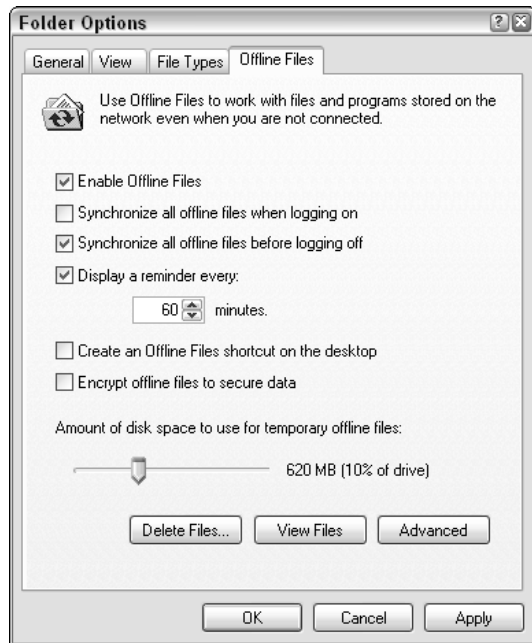 Folder Options
General View File Types Offline Files
Use Offline Files to work with files and programs stored on the
network even when you are not connected.
Enable Offline Files
Synchronize all offline files when logging on
Synchronize all offline files before logging off
Display a reminder every:
60 minutes.
Create an Offline Files shortcut on the desktop
Encrypt offline files to secure data
Amount of disk space to use for temporary offline files:
620 MB (10% of drive)
Delete Files... View Files Advanced
OK Cancel Apply